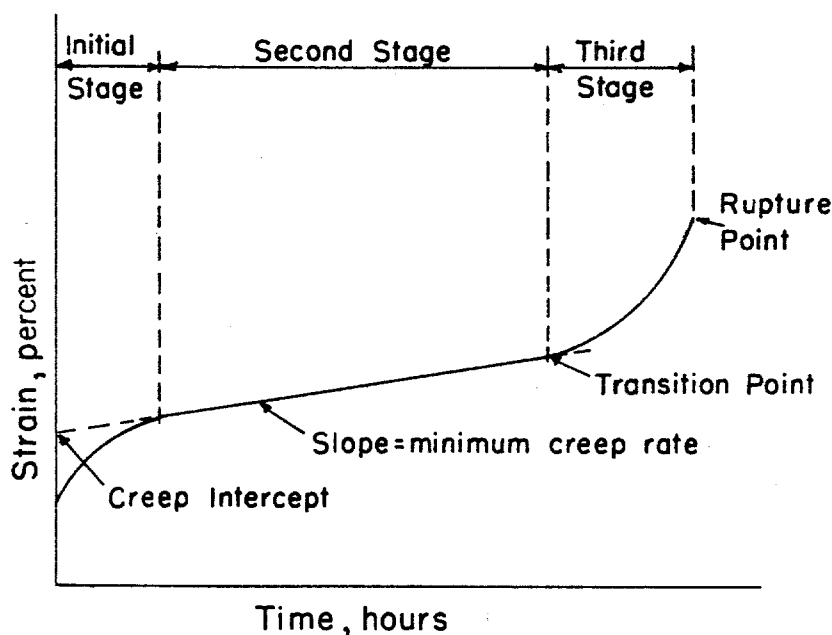 Initial
Stage
Second Stage
Third
Stage
Rupture
Point
Transition Point
Slope=minimum creep rate
Creep Intercept
Strain, percent
Time, hours